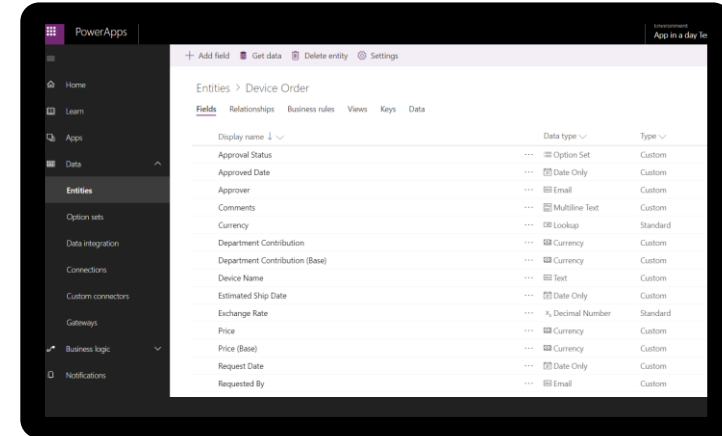 PowerApps
Environment
App in a day Te
Add field Get data Delete entity Settings
Home
Learn
Apps
Data
Entities
Option sets
Data integration
Connections
Custom connectors
Gateways
Business logic
Notifications
Entities > Device Order
Fields Relationships Business rules Views Keys Data
Display name ↓ Data type Type
Approval Status ... Option Set Custom
Approved Date ... Date Only Custom
Approver ... Email Custom
Comments ... Multiline Text Custom
Currency ... Lookup Standard
Department Contribution ... Currency Custom
Department Contribution (Base) ... Currency Custom
Device Name ... Text Custom
Estimated Ship Date ... Date Only Custom
Exchange Rate ... Decimal Number Standard
Price ... Currency Custom
Price (Base) ... Currency Custom
Request Date ... Date Only Custom
Requested By ... Email Custom